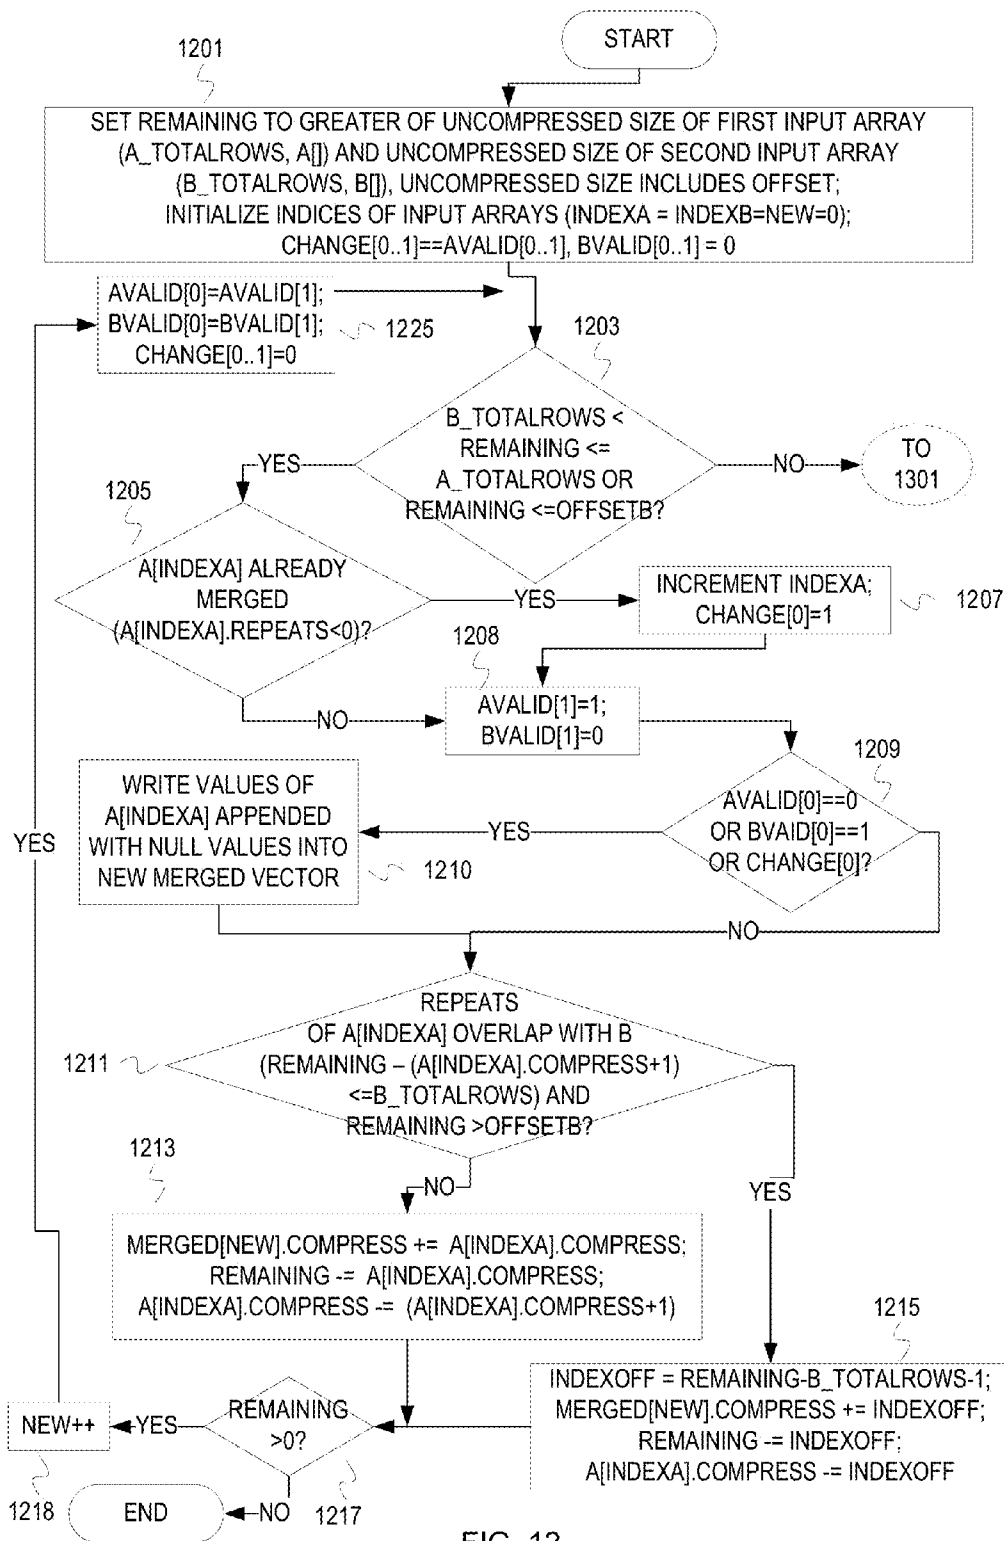 START
1201
SET REMAINING TO GREATER OF UNCOMPRESSED SIZE OF FIRST INPUT ARRAY
(A_TOTALROWS, A[]) AND UNCOMPRESSED SIZE OF SECOND INPUT ARRAY
(B_TOTALROWS, B[]), UNCOMPRESSED SIZE INCLUDES OFFSET;
INITIALIZE INDICES OF INPUT ARRAYS (INDEXA = INDEXB=NEW=0);
CHANGE[0..1]==AVALID[0..1], BVALID[0..1] = 0
AVALID[0]=AVALID[1];
BVALID[0]=BVALID[1];
CHANGE[0..1]=0
1225
1203
B_TOTALROWS <
REMAINING <=
A_TOTALROWS OR
REMAINING <=OFFSETB?
YES
NO
TO
1301
1205
A[INDEXA] ALREADY
MERGED
(A[INDEXA].REPEATS<0)?
YES
INCREMENT INDEXA;
CHANGE[0]=1
1207
1208
NO
AVALID[1]=1;
BVALID[1]=0
1209
AVALID[0]==0
OR BVAID[0]==1
OR CHANGE[0]?
YES
WRITE VALUES OF
A[INDEXA] APPENDED
WITH NULL VALUES INTO
NEW MERGED VECTOR
1210
YES
NO
1211
REPEATS
OF A[INDEXA] OVERLAP WITH B
(REMAINING – (A[INDEXA].COMPRESS+1)
<=B_TOTALROWS) AND
REMAINING >OFFSETB?
1213
NO
YES
MERGED[NEW].COMPRESS += A[INDEXA].COMPRESS;
REMAINING -= A[INDEXA].COMPRESS;
A[INDEXA].COMPRESS -= (A[INDEXA].COMPRESS+1)
1215
INDEXOFF = REMAINING-B_TOTALROWS-1;
MERGED[NEW].COMPRESS += INDEXOFF;
REMAINING -= INDEXOFF;
A[INDEXA].COMPRESS -= INDEXOFF
REMAINING
>0?
YES
NEW++
1218
NO
1217
END
FIG. 12